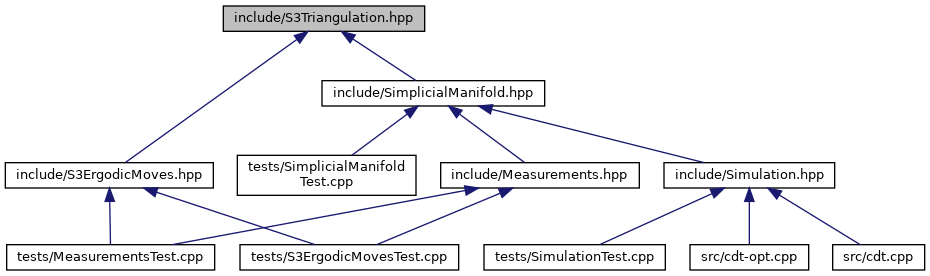 include/S3Triangulation.hpp
include/SimplicialManifold.hpp
include/S3ErgodicMoves.hpp
tests/SimplicialManifold
Test.cpp
include/Measurements.hpp
include/Simulation.hpp
tests/MeasurementsTest.cpp
tests/S3ErgodicMovesTest.cpp
tests/SimulationTest.cpp
src/cdt-opt.cpp
src/cdt.cpp